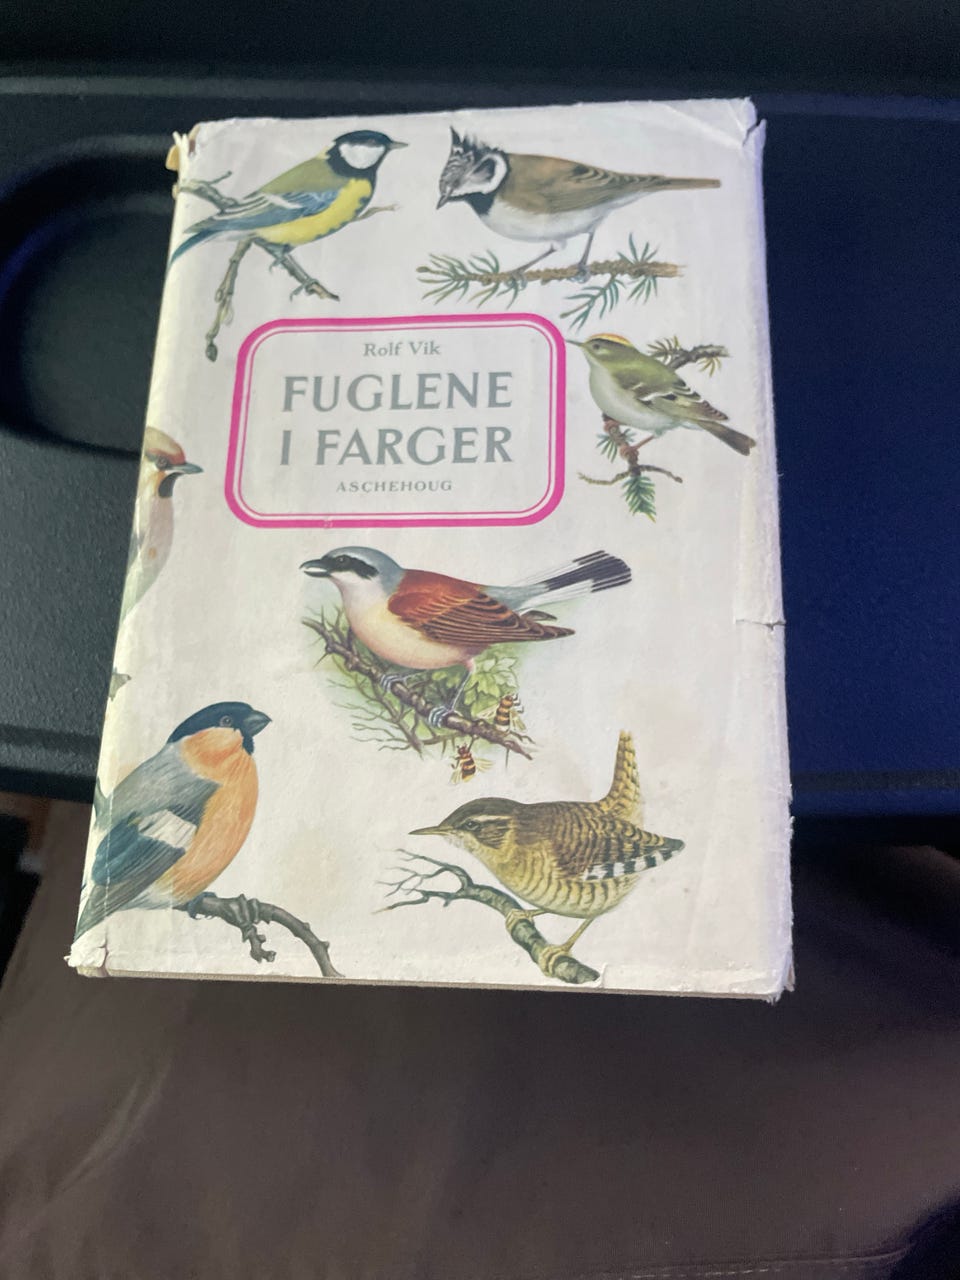 Rolf Vik
FUGLENE
I FARGER
ASCHEHOUG